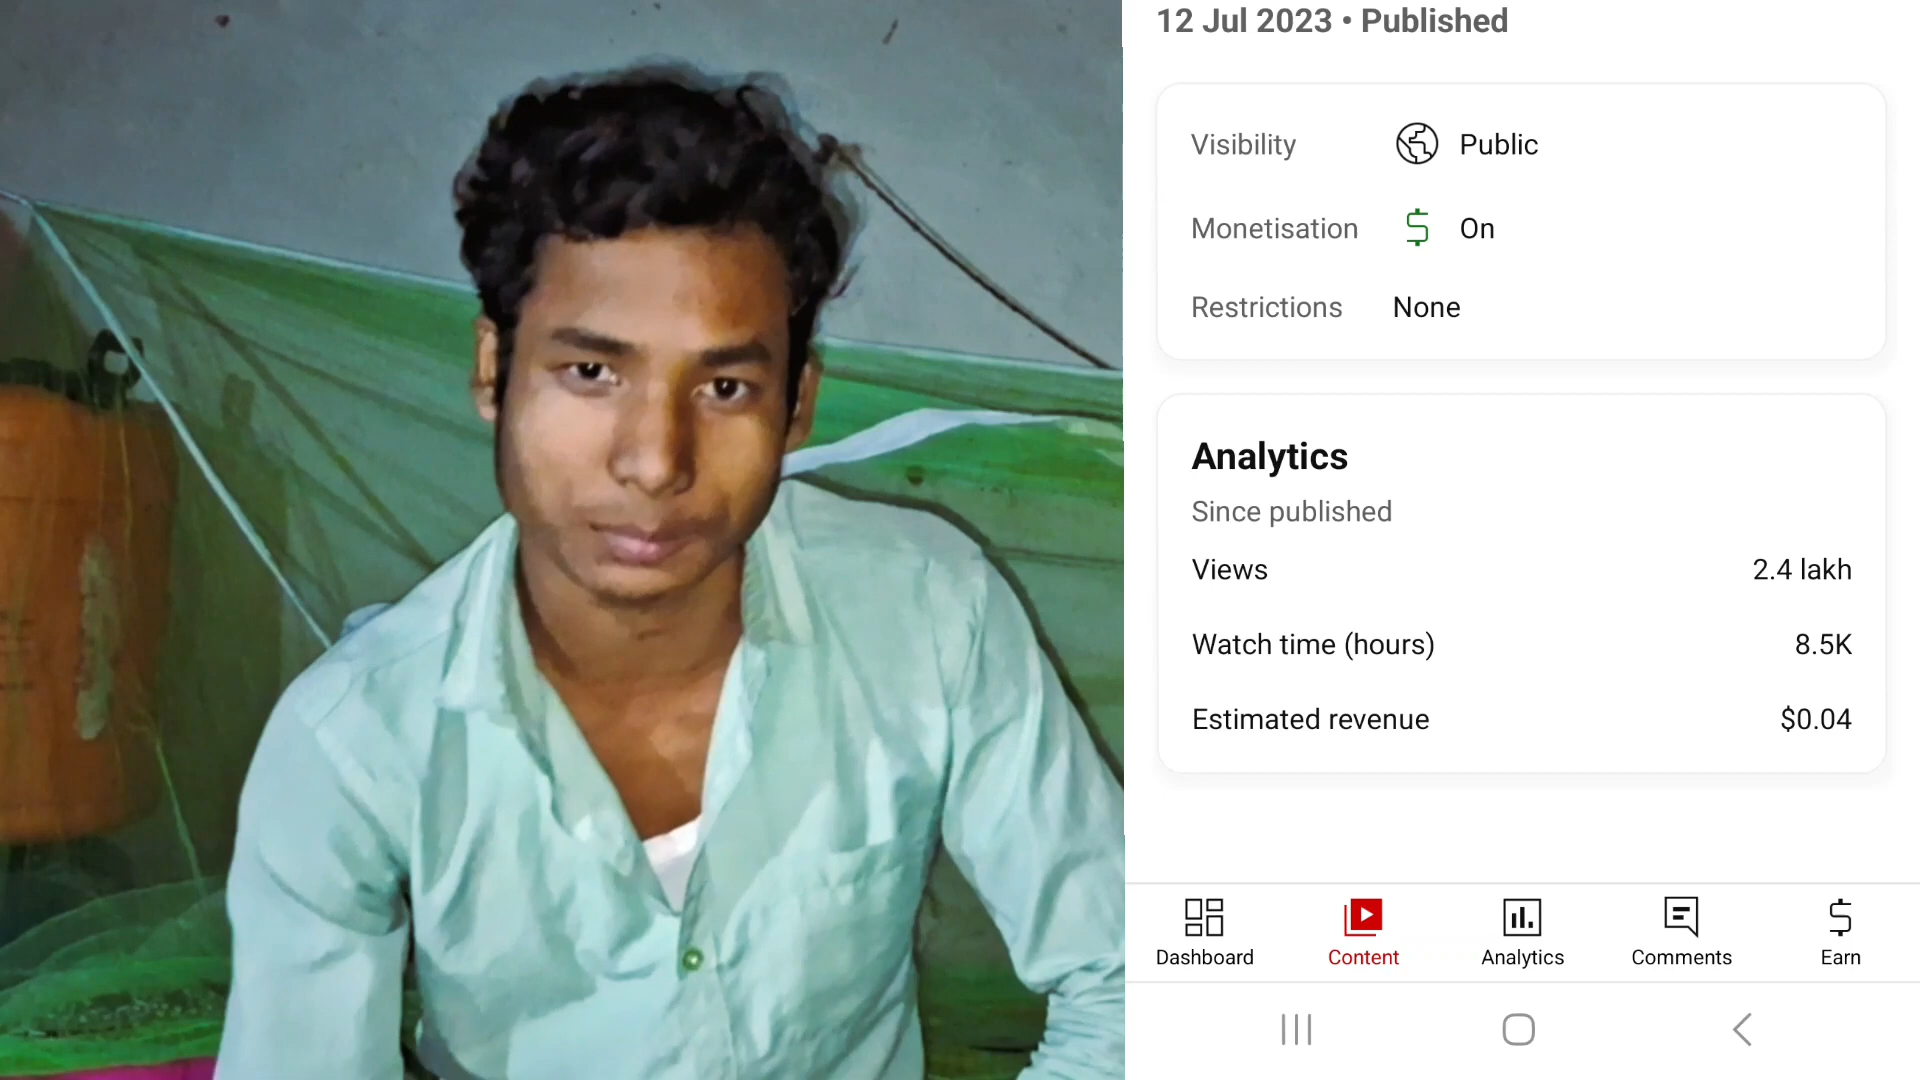 12 Jul 2023 • Published
Visibility Public
Monetisation On
Restrictions None
Analytics
Since published
Views 2.4 lakh
Watch time (hours) 8.5K
Estimated revenue $0.04
Dashboard Content Analytics Comments Earn